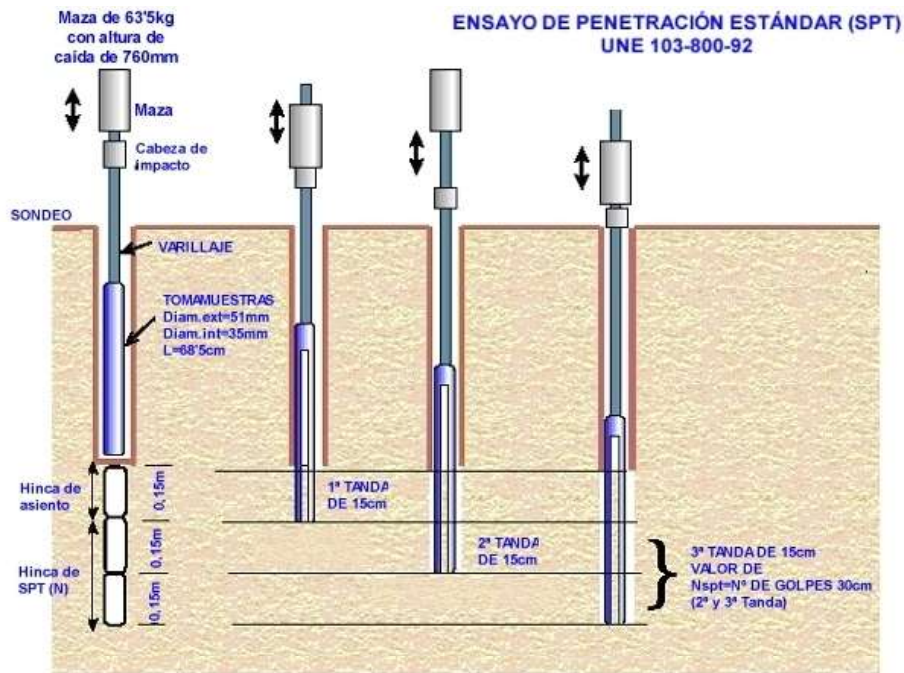 Maza de 63'5kg
con altura de
caida de 760mm
ENSAYO DE PENETRACIÓN ESTÁNDAR (SPT)
UNE 103-800-92
Maza
Cabeza de
impacto
SONDEO
VARILLAJE
TOMAMUESTRAS
Diam.ext=51mm
Diam.int=35mm
L=68'5cm
Hinca de
asiento
0,15m
1ª TANDA
DE 15cm
Hinca de
SPT (N)
0,15m
0,15m
2ª TANDA
DE 15cm
3ª TANDA DE 15cm
VALOR DE
Nspt=Nº DE GOLPES 30cm
(2ª y 3ª Tanda)